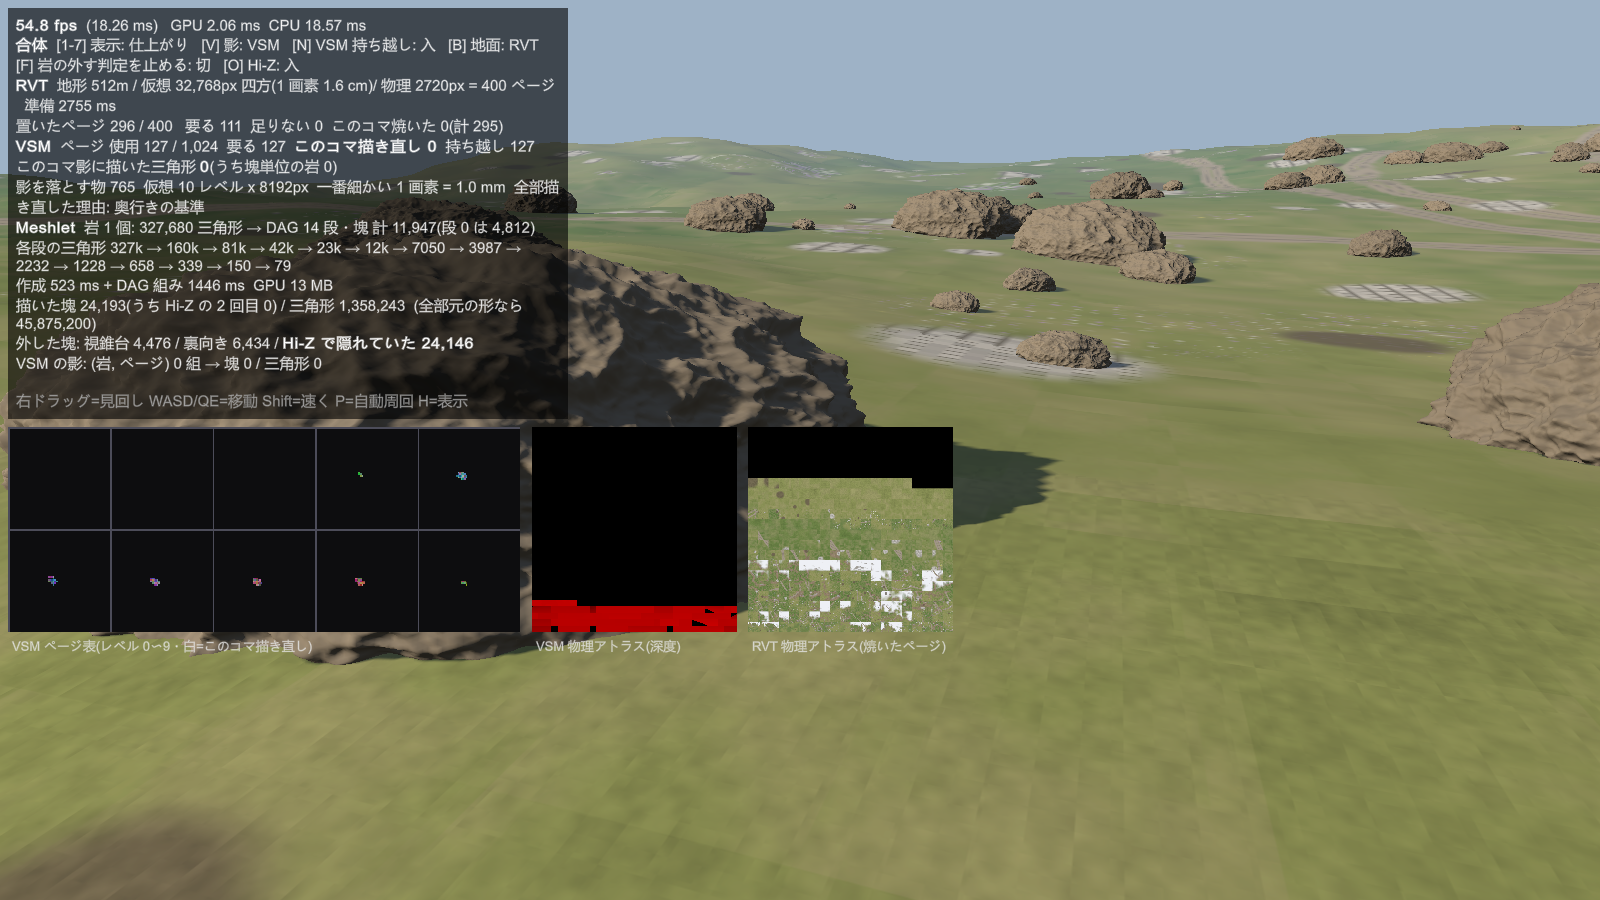 54.8 fps (18.26 ms) GPU 2.06 ms CPU 18.57 ms
合体 [1-7] 表示: 仕上がり [V] 影: VSM [N] VSM 持ち越し: 入 [B] 地面: RVT
[F] 岩の外す判定を止める: 切 [O] Hi-Z: 入
RVT 地形 512m / 仮想 32,768px 四方(1 画素 1.6 cm)/ 物理 2720px = 400 ページ
準備 2755 ms
置いたページ 296 / 400 要る 111 足りない 0 このコマ焼いた 0(計 295)
VSM ページ 使用 127 / 1,024 要る 127 このコマ描き直し 0 持ち越し 127
このコマ影に描いた三角形 0(うち塊単位の岩 0)
影を落とす物 765 仮想 10 レベル x 8192px 一番細かい 1 画素 = 1.0 mm 全部描
き直した理由: 奥行きの基準
Meshlet 岩 1 個: 327,680 三角形 → DAG 14 段・塊 計 11,947(段 0 は 4,812)
各段の三角形 327k → 160k → 81k → 42k → 23k → 12k → 7050 → 3987 →
2232 → 1228 → 658 → 339 → 150 → 79
作成 523 ms + DAG 組み 1446 ms GPU 13 MB
描いた塊 24,193(うち Hi-Z の 2 回目 0) / 三角形 1,358,243 (全部元の形なら
45,875,200)
外した塊: 視錐台 4,476 / 裏向き 6,434 / Hi-Z で隠れていた 24,146
VSM の影: (岩, ページ) 0 組 → 塊 0 / 三角形 0
右ドラッグ=見回し WASD/QE=移動 Shift=速く P=自動周回 H=表示
VSM ページ表(レベル 0〜9・白=このコマ描き直し)
VSM 物理アトラス(深度)
RVT 物理アトラス(焼いたページ)